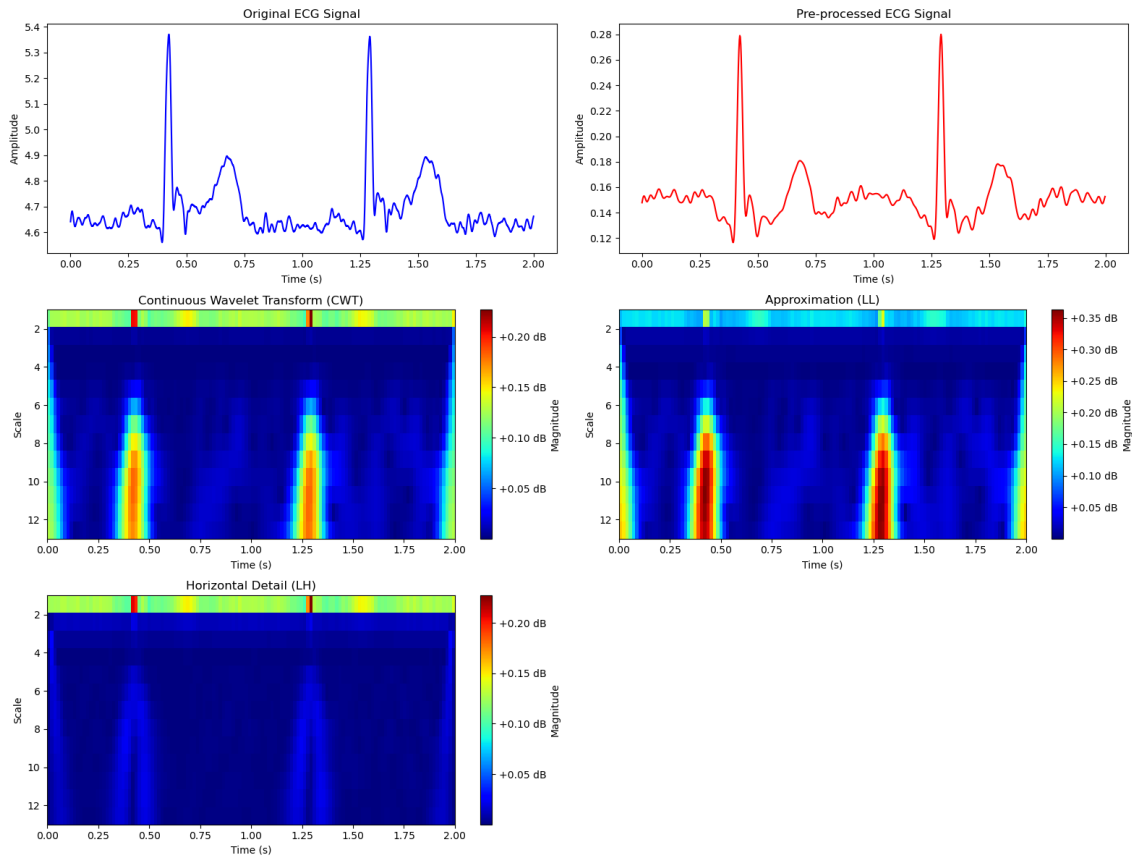 Original ECG Signal
5.4
5.3
5.2
5.1
5.0
4.9
4.8
4.7
4.6
Amplitude
0.00 0.25 0.50 0.75 1.00 1.25 1.50 1.75 2.00
Time (s)
Pre-processed ECG Signal
0.28
0.26
0.24
0.22
0.20
0.18
0.16
0.14
0.12
Amplitude
0.00 0.25 0.50 0.75 1.00 1.25 1.50 1.75 2.00
Time (s)
Continuous Wavelet Transform (CWT)
2
4
6
8
10
12
Scale
0.00 0.25 0.50 0.75 1.00 1.25 1.50 1.75 2.00
Time (s)
+0.20 dB
+0.15 dB
+0.10 dB
+0.05 dB
Magnitude
Approximation (LL)
2
4
6
8
10
12
Scale
0.00 0.25 0.50 0.75 1.00 1.25 1.50 1.75 2.00
Time (s)
+0.35 dB
+0.30 dB
+0.25 dB
+0.20 dB
+0.15 dB
+0.10 dB
+0.05 dB
Magnitude
Horizontal Detail (LH)
2
4
6
8
10
12
Scale
0.00 0.25 0.50 0.75 1.00 1.25 1.50 1.75 2.00
Time (s)
+0.20 dB
+0.15 dB
+0.10 dB
+0.05 dB
Magnitude